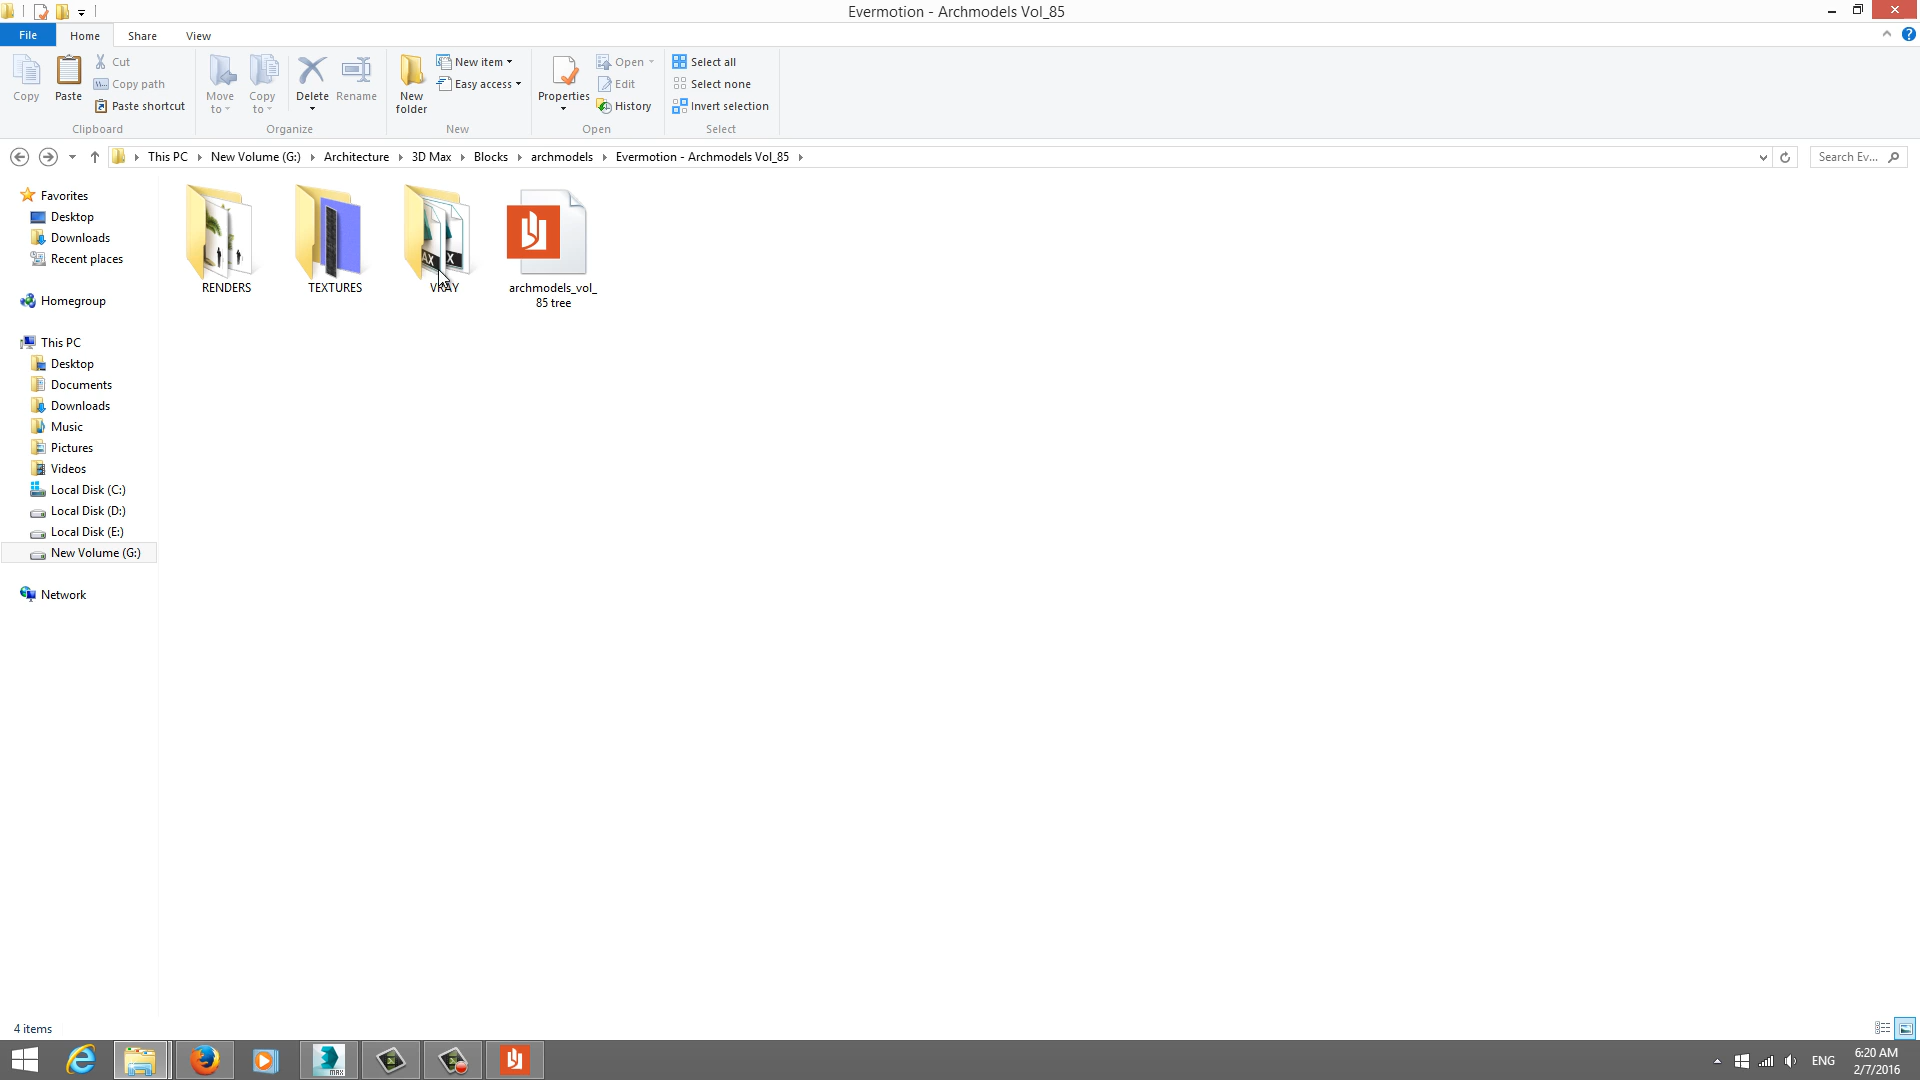 Evermotion - Archmodels Vol_85
File Home Share View
Copy
Paste
Cut
Copy path
Paste shortcut
Clipboard
Move to
Copy to
Delete
Rename
Organize
New folder
New item
Easy access
New
Properties
Open
Edit
History
Open
Select all
Select none
Invert selection
Select
This PC New Volume (G:) Architecture 3D Max Blocks archmodels Evermotion - Archmodels Vol_85
Search Ev...
Favorites
Desktop
Downloads
Recent places
Homegroup
This PC
Desktop
Documents
Downloads
Music
Pictures
Videos
Local Disk (C:)
Local Disk (D:)
Local Disk (E:)
New Volume (G:)
Network
RENDERS
TEXTURES
VRAY
archmodels_vol_
85 tree
4 items
MAX
ENG
6:20 AM
2/7/2016